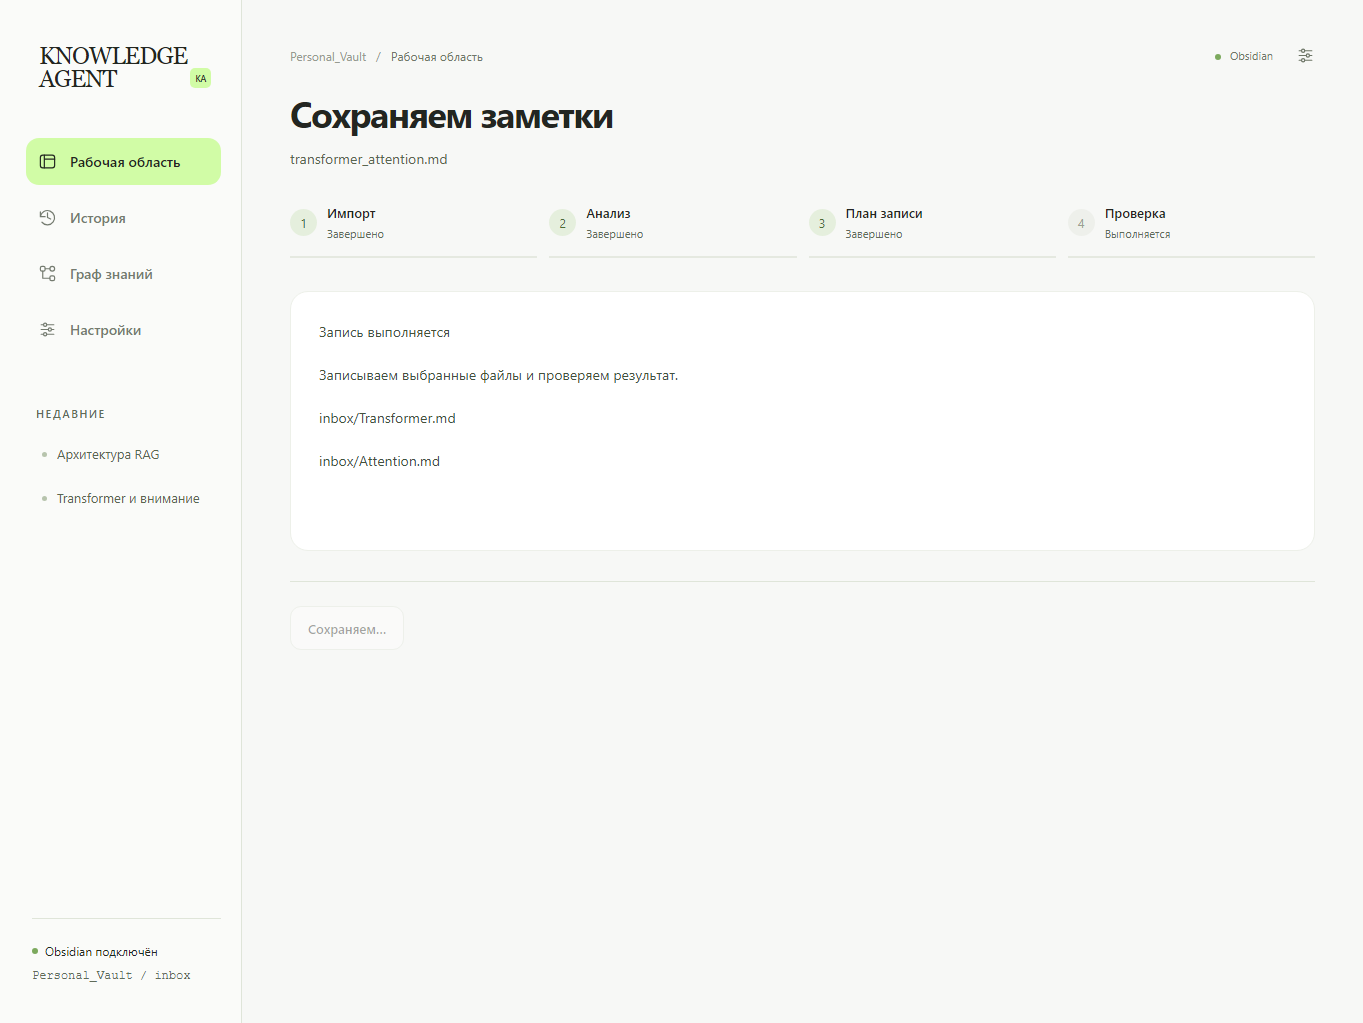 KNOWLEDGE
AGENT
KA
Рабочая область
История
Граф знаний
Настройки
НЕДАВНИЕ
Архитектура RAG
Transformer и внимание
Obsidian подключён
Personal_Vault / inbox
Personal_Vault / Рабочая область
Obsidian
Сохраняем заметки
transformer_attention.md
1
Импорт
Завершено
2
Анализ
Завершено
3
План записи
Завершено
4
Проверка
Выполняется
Запись выполняется
Записываем выбранные файлы и проверяем результат.
inbox/Transformer.md
inbox/Attention.md
Сохраняем...